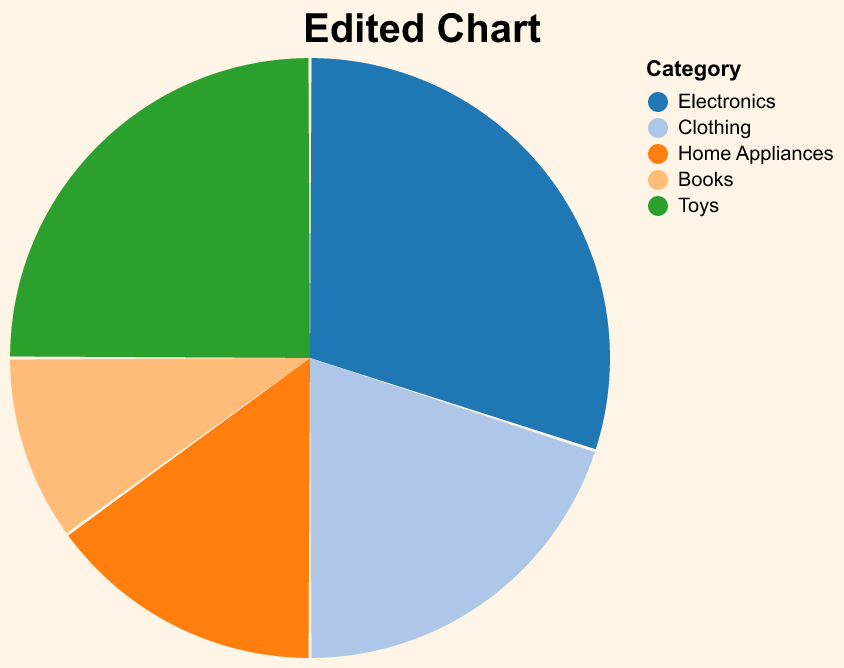 Edited Chart
Category
Electronics
Clothing
Home Appliances
Books
Toys